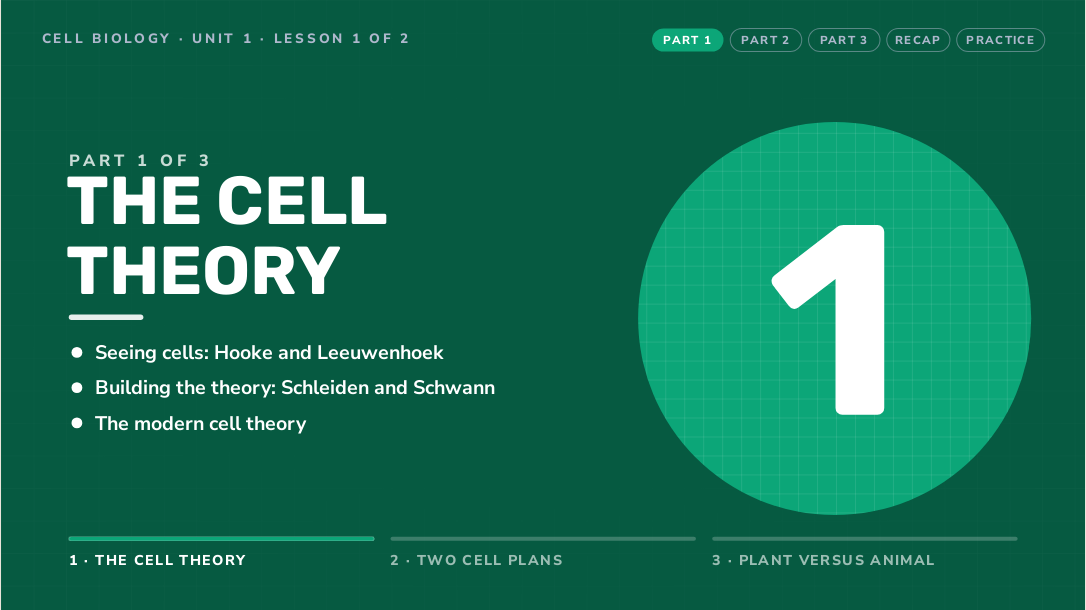 CELL BIOLOGY · UNIT 1 · LESSON 1 OF 2
PART 1
PART 2
PART 3
RECAP
PRACTICE
PART 1 OF 3
THE CELL
THEORY
Seeing cells: Hooke and Leeuwenhoek
Building the theory: Schleiden and Schwann
The modern cell theory
1
1 · THE CELL THEORY
2 · TWO CELL PLANS
3 · PLANT VERSUS ANIMAL